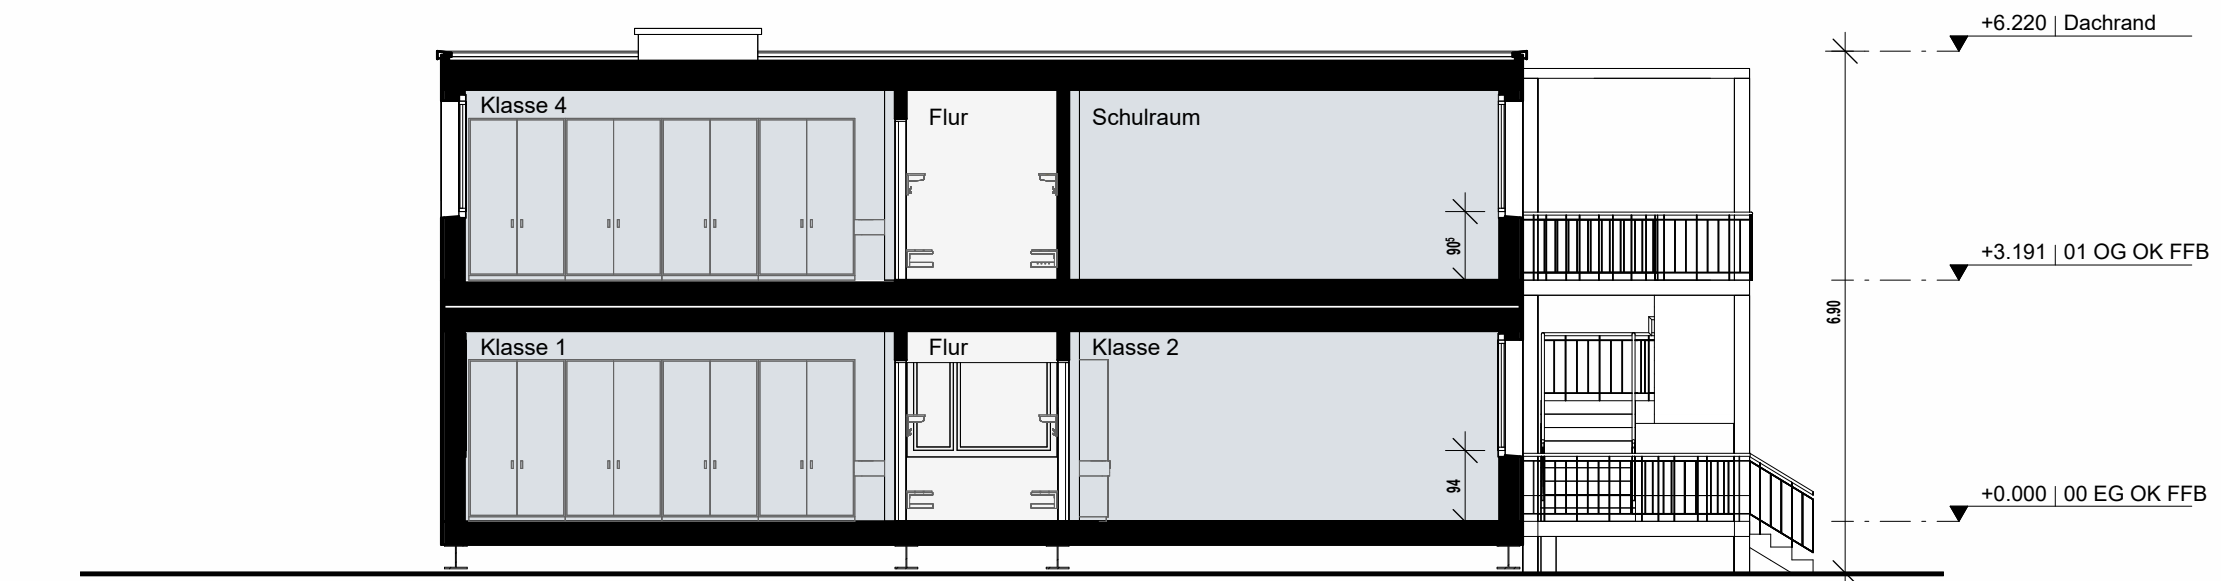 +6.220 | Dachrand
Klasse 4
Flur
Schulraum
90⁵
+3.191 | 01 OG OK FFB
6.90
Klasse 1
Flur
Klasse 2
94
+0.000 | 00 EG OK FFB